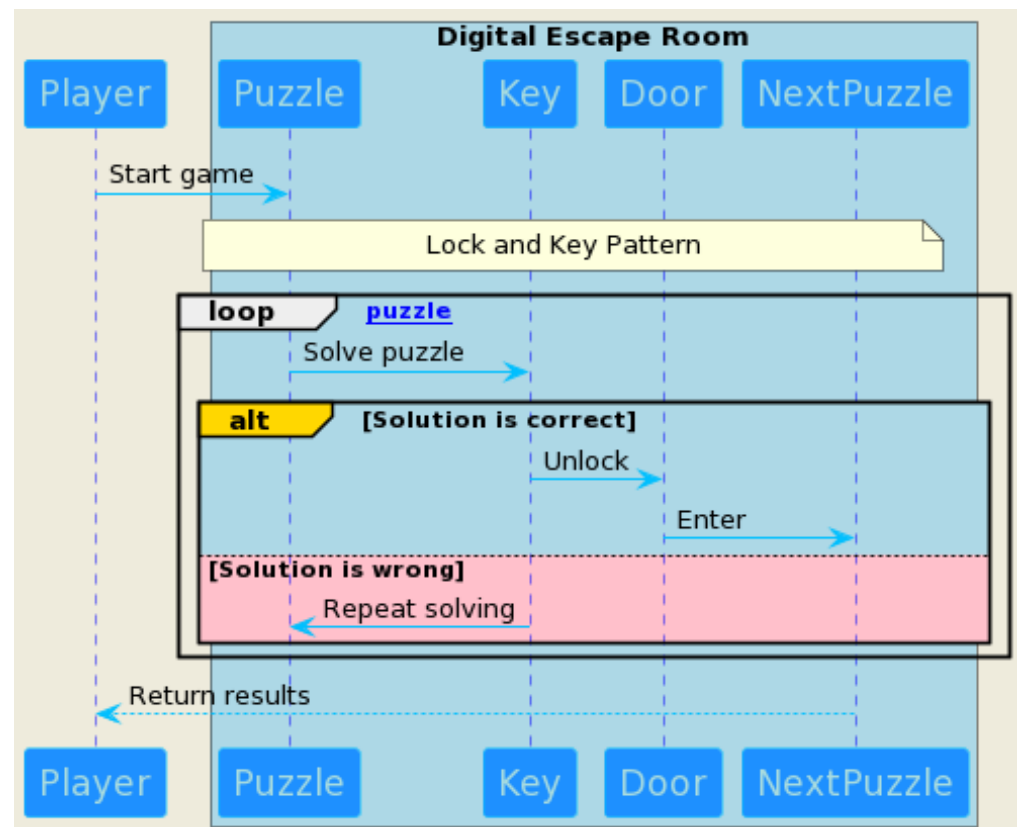 Digital Escape Room
Player Puzzle Key Door NextPuzzle
Start game
Lock and Key Pattern
loop puzzle
Solve puzzle
alt [Solution is correct]
Unlock
Enter
[Solution is wrong]
Repeat solving
Return results
Player Puzzle Key Door NextPuzzle